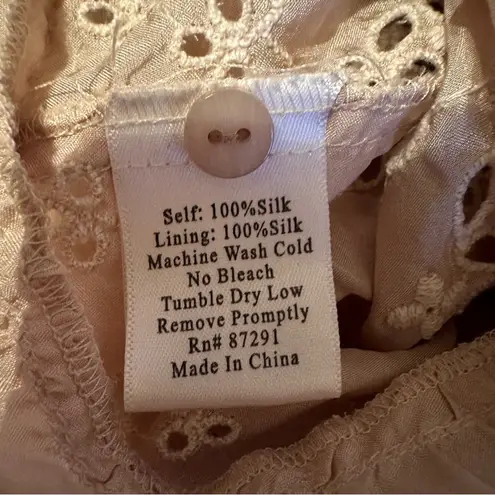 Self: 100%Silk
Lining: 100%Silk
Machine Wash Cold
No Bleach
Tumble Dry Low
Remove Promptly
Rn# 87291
Made In China